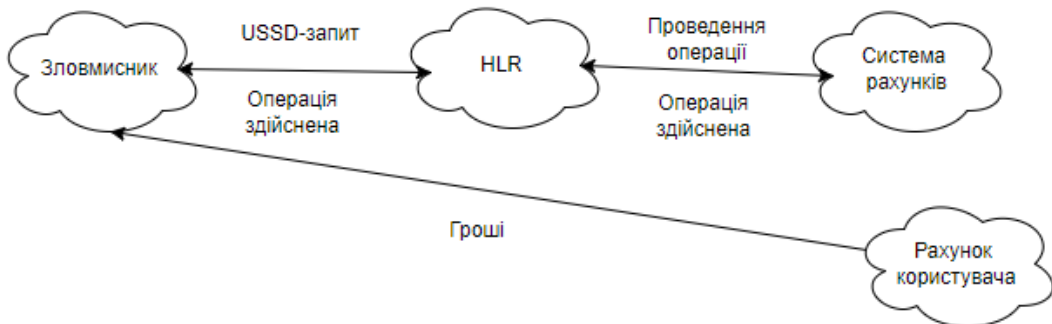 USSD-запит
Зловмисник
Операція
здійснена
HLR
Проведення
операції
Операція
здійснена
Система
рахунків
Гроші
Рахунок
користувача